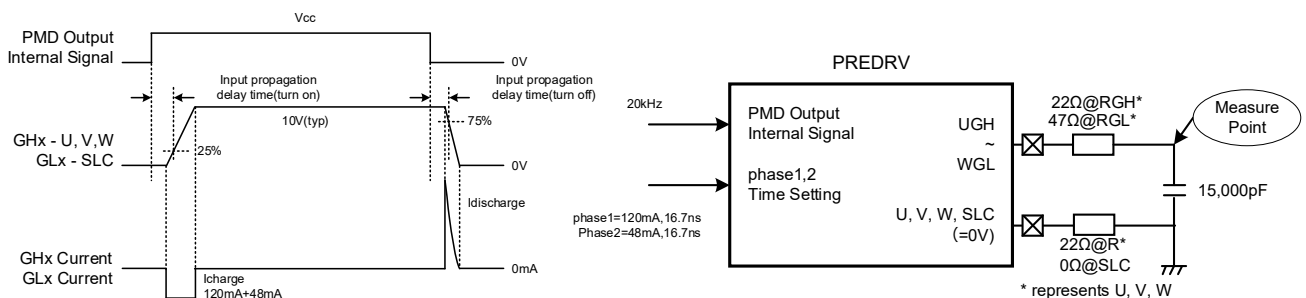 Vcc
PMD Output
Internal Signal
0V
Input propagation
delay time(turn on)
Input propagation
delay time(turn off)
10V(typ)
75%
GHx - U, V,W
GLx - SLC
25%
0V
Idischarge
GHx Current
GLx Current
0mA
Icharge
120mA+48mA
PREDRV
20kHz
PMD Output
Internal Signal
phase1,2
Time Setting
phase1=120mA,16.7ns
Phase2=48mA,16.7ns
UGH
~
WGL
U, V, W, SLC
(=0V)
22Ω@RGH*
47Ω@RGL*
Measure
Point
15,000pF
22Ω@R*
0Ω@SLC
* represents U, V, W